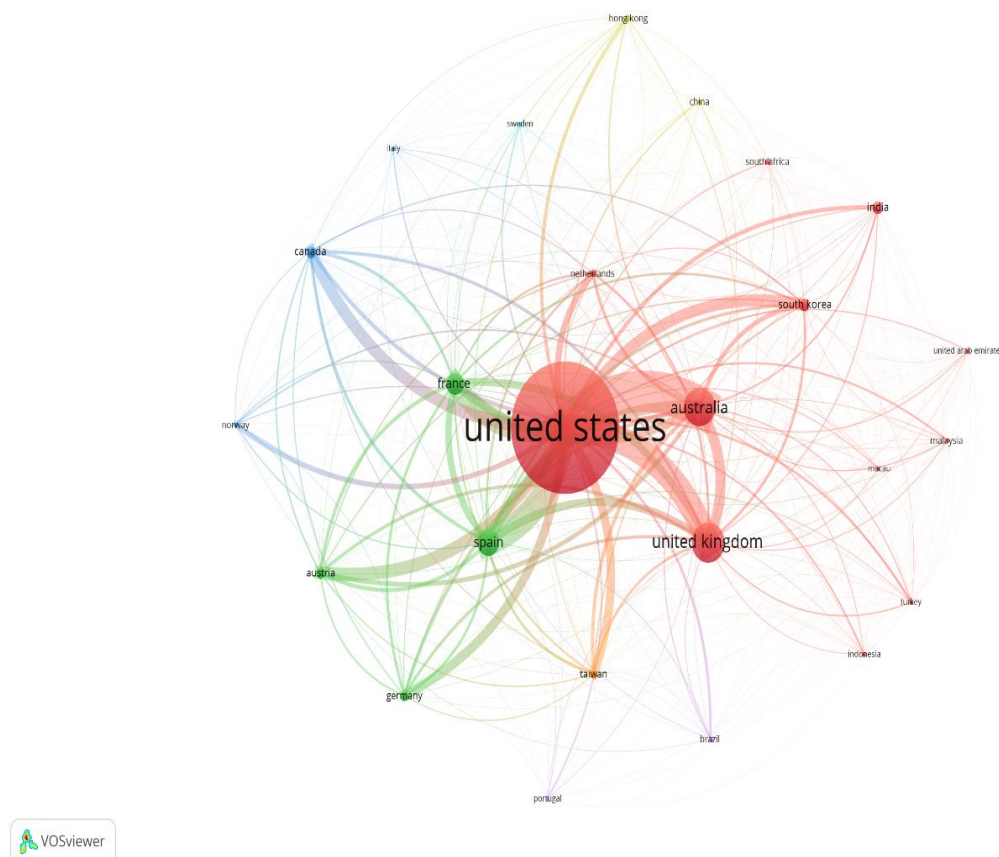 hong kong
china
sweden
italy
south africa
india
canada
netherlands
south korea
united arab emirate
france
australia
united states
norway
malaysia
macau
spain
united kingdom
austria
turkey
indonesia
taiwan
germany
brazil
portugal
VOSviewer